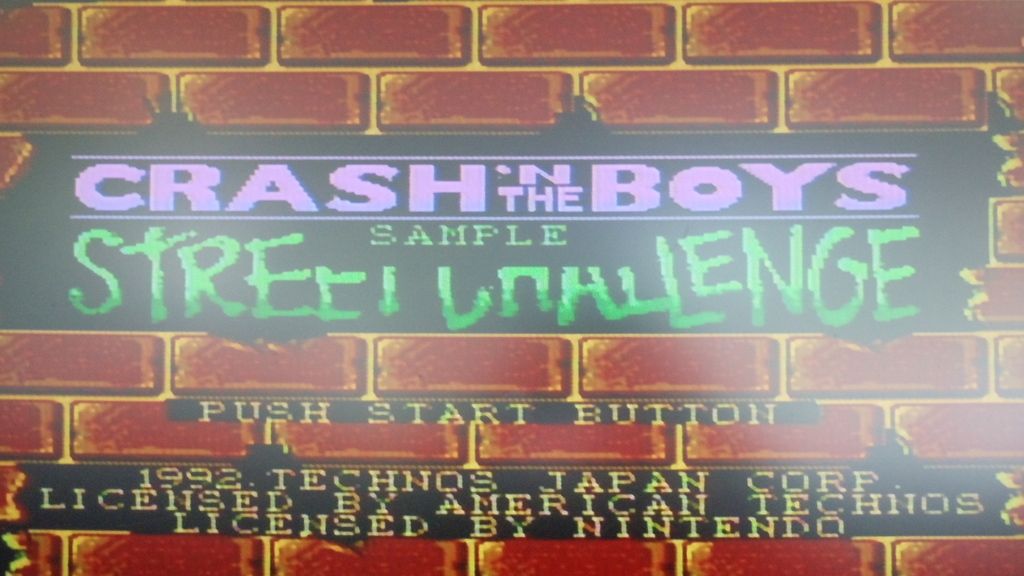 CRASH 'N THE BOYS
SAMPLE
STREET CHALLENGE
PUSH START BUTTON
1992 TECHNOS JAPAN CORP.
LICENSED BY AMERICAN TECHNOS
LICENSED BY NINTENDO